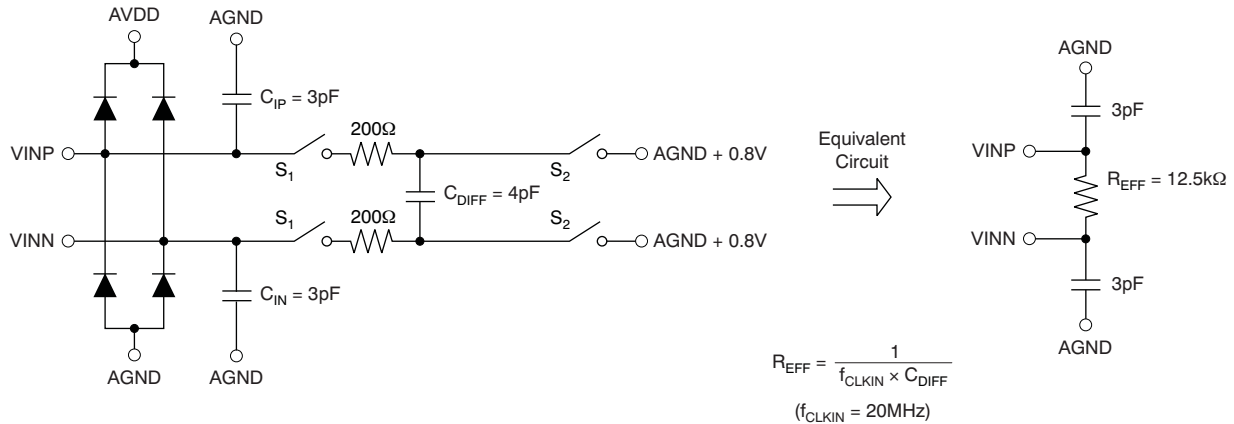 AVDD
AGND
C_IP = 3pF
VINP
S_1
200Ω
S_2
AGND + 0.8V
C_DIFF = 4pF
VINN
S_1
200Ω
S_2
AGND + 0.8V
C_IN = 3pF
AGND
AGND
Equivalent
Circuit
AGND
3pF
VINP
R_EFF = 12.5kΩ
VINN
3pF
AGND
R_EFF = 1 / f_CLKIN × C_DIFF
(f_CLKIN = 20MHz)